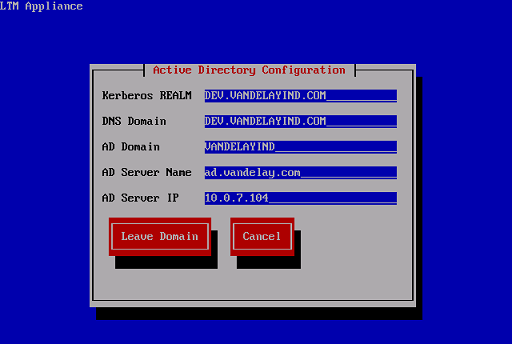 LTM Appliance
Active Directory Configuration
Kerberos REALM DEV.VANDELAYIND.COM
DNS Domain DEV.VANDELAYIND.COM
AD Domain VANDELAYIND
AD Server Name ad.vandelay.com
AD Server IP 10.0.7.104
Leave Domain Cancel